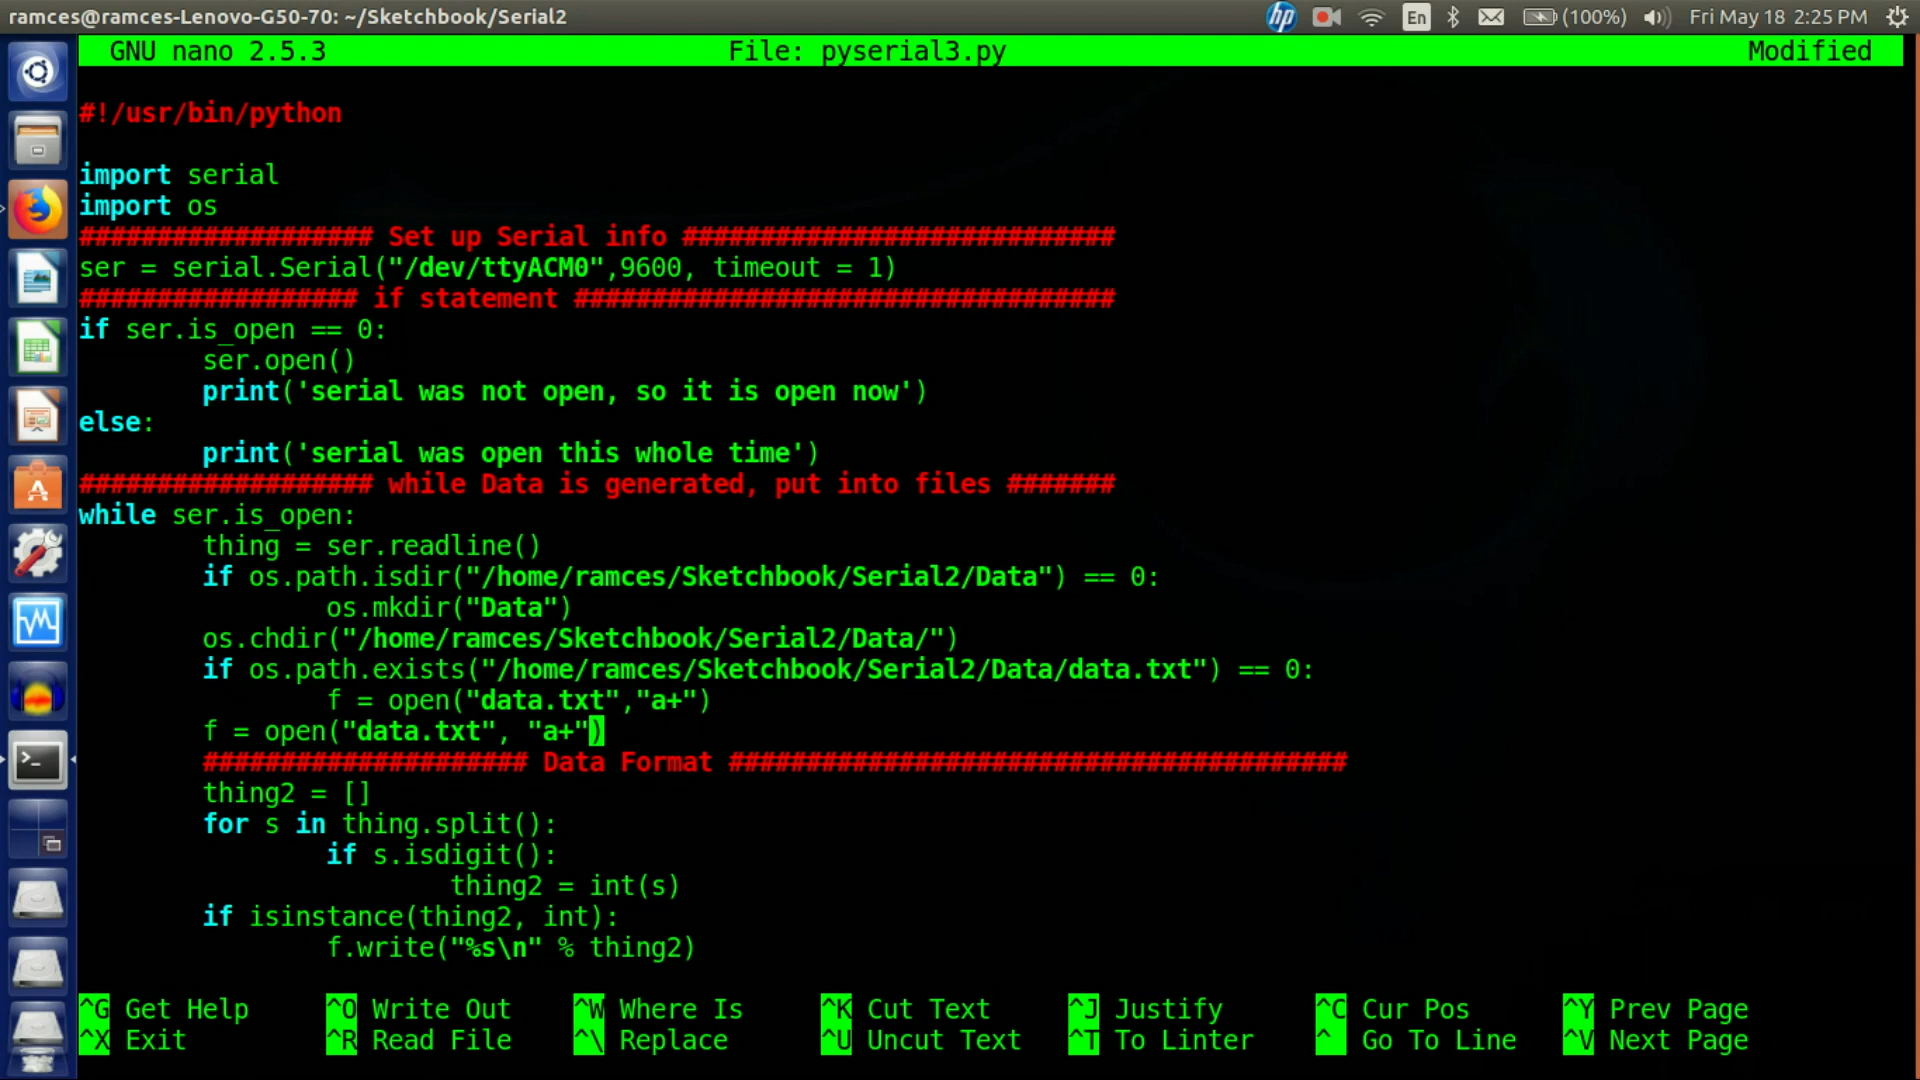 ramces@ramces-Lenovo-G50-70: ~/Sketchbook/Serial2
hp En (100%) Fri May 18 2:25 PM
GNU nano 2.5.3 File: pyserial3.py Modified
#!/usr/bin/python
import serial
import os
################### Set up Serial info ############################
ser = serial.Serial("/dev/ttyACM0",9600, timeout = 1)
################## if statement ###################################
if ser.is_open == 0:
        ser.open()
        print('serial was not open, so it is open now')
else:
        print('serial was open this whole time')
################### while Data is generated, put into files #######
while ser.is_open:
        thing = ser.readline()
        if os.path.isdir("/home/ramces/Sketchbook/Serial2/Data") == 0:
                os.mkdir("Data")
        os.chdir("/home/ramces/Sketchbook/Serial2/Data/")
        if os.path.exists("/home/ramces/Sketchbook/Serial2/Data/data.txt") == 0:
                f = open("data.txt","a+")
        f = open("data.txt", "a+")
        ##################### Data Format ########################################
        thing2 = []
        for s in thing.split():
                if s.isdigit():
                        thing2 = int(s)
        if isinstance(thing2, int):
                f.write("%s\n" % thing2)
^G Get Help ^O Write Out ^W Where Is ^K Cut Text ^J Justify ^C Cur Pos ^Y Prev Page
^X Exit ^R Read File ^\ Replace ^U Uncut Text ^T To Linter ^_ Go To Line ^V Next Page